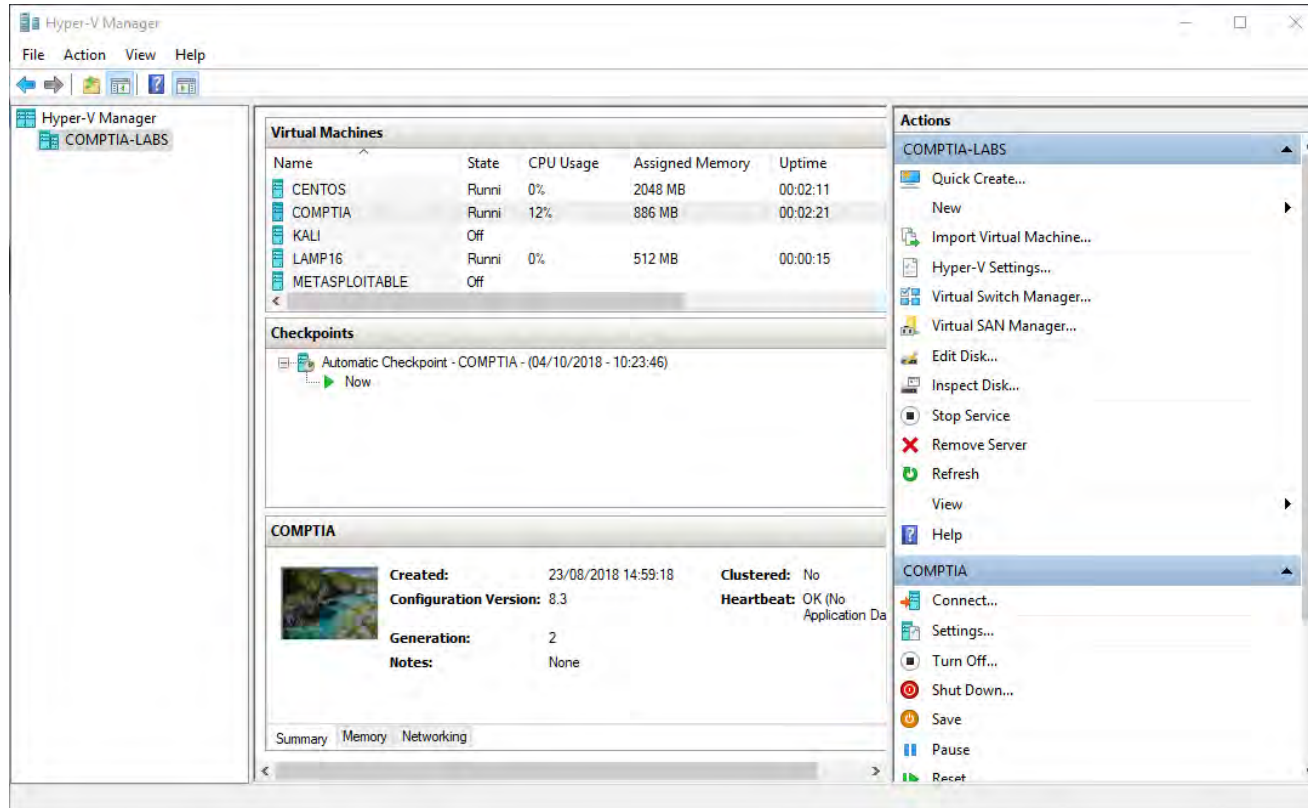 Hyper-V Manager
File Action View Help
Hyper-V Manager
COMPTIA-LABS
Virtual Machines
Name State CPU Usage Assigned Memory Uptime
CENTOS Runni 0% 2048 MB 00:02:11
COMPTIA Runni 12% 886 MB 00:02:21
KALI Off
LAMP16 Runni 0% 512 MB 00:00:15
METASPLOITABLE Off
Checkpoints
Automatic Checkpoint - COMPTIA - (04/10/2018 - 10:23:46)
Now
COMPTIA
Created: 23/08/2018 14:59:18 Clustered: No
Configuration Version: 8.3 Heartbeat: OK (No
Application Da
Generation: 2
Notes: None
Summary Memory Networking
Actions
COMPTIA-LABS
Quick Create...
New
Import Virtual Machine...
Hyper-V Settings...
Virtual Switch Manager...
Virtual SAN Manager...
Edit Disk...
Inspect Disk...
Stop Service
Remove Server
Refresh
View
Help
COMPTIA
Connect...
Settings...
Turn Off...
Shut Down...
Save
Pause
Reset